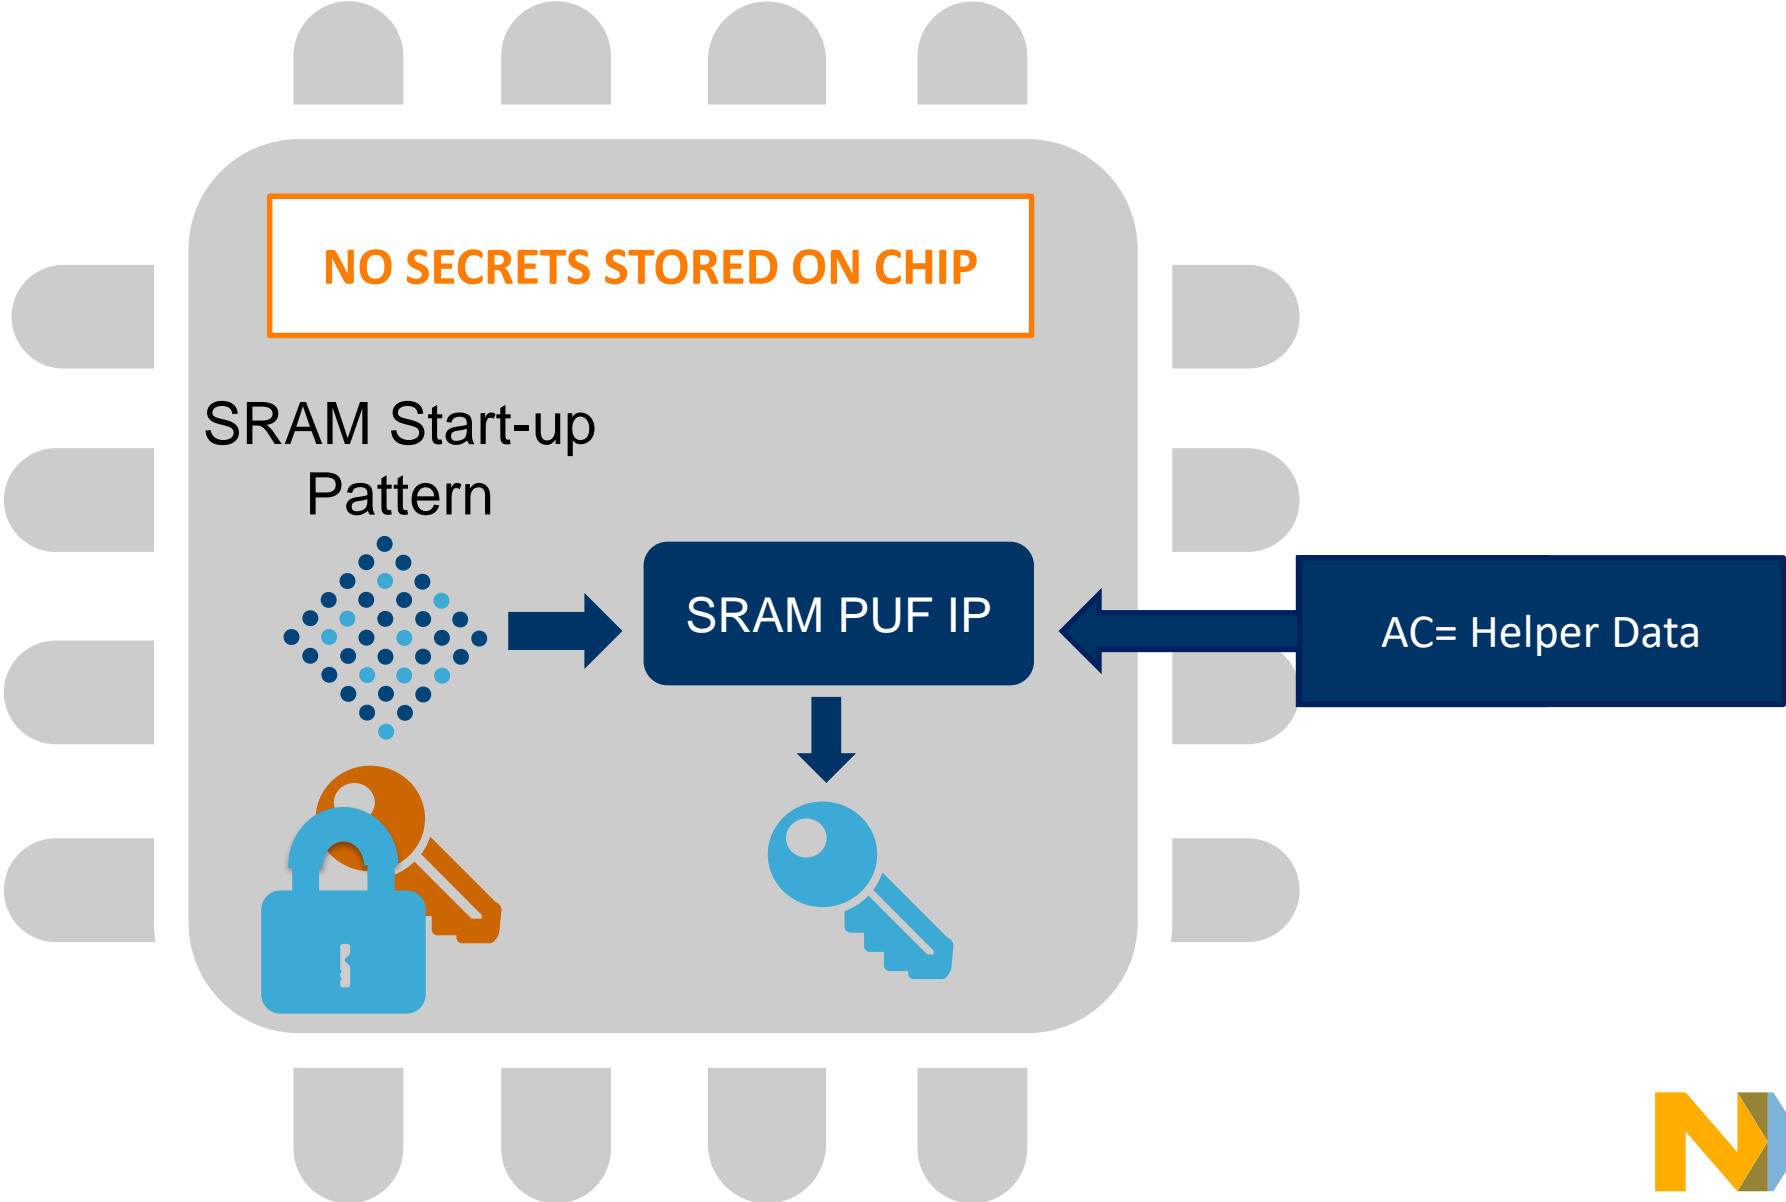 NO SECRETS STORED ON CHIP
SRAM Start-up
Pattern
SRAM PUF IP
AC= Helper Data